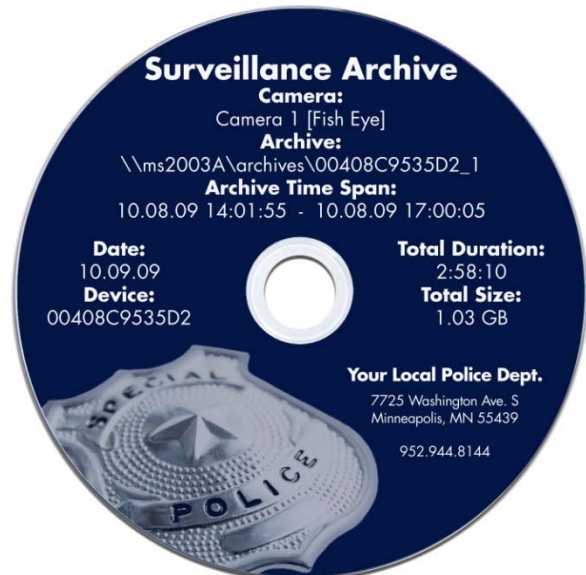 Surveillance Archive
Camera:
Camera 1 [Fish Eye]
Archive:
\\ms2003A\archives\00408C9535D2_1
Archive Time Span:
10.08.09 14:01:55 - 10.08.09 17:00:05
Date:
10.09.09
Device:
00408C9535D2
Total Duration:
2:58:10
Total Size:
1.03 GB
Your Local Police Dept.
7725 Washington Ave. S
Minneapolis, MN 55439
952.944.8144
SPECIAL
POLICE